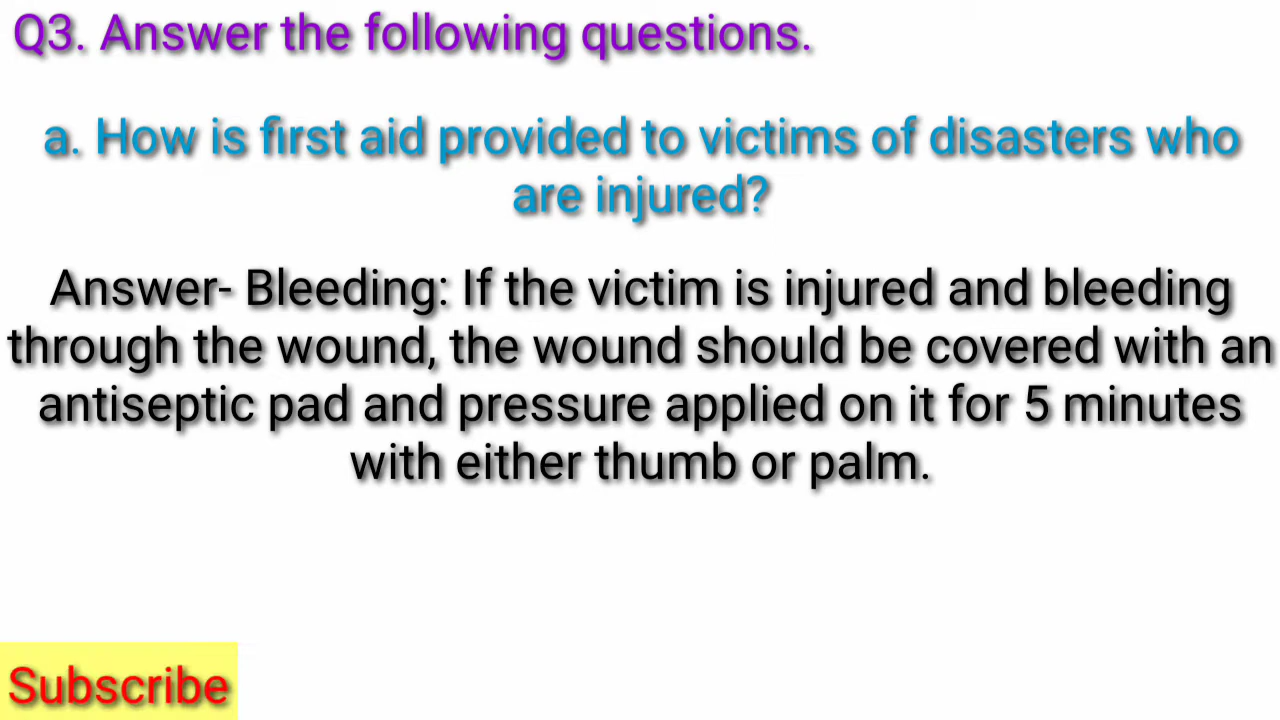 Q3. Answer the following questions.
a. How is first aid provided to victims of disasters who
are injured?
Answer- Bleeding: If the victim is injured and bleeding
through the wound, the wound should be covered with an
antiseptic pad and pressure applied on it for 5 minutes
with either thumb or palm.
Subscribe